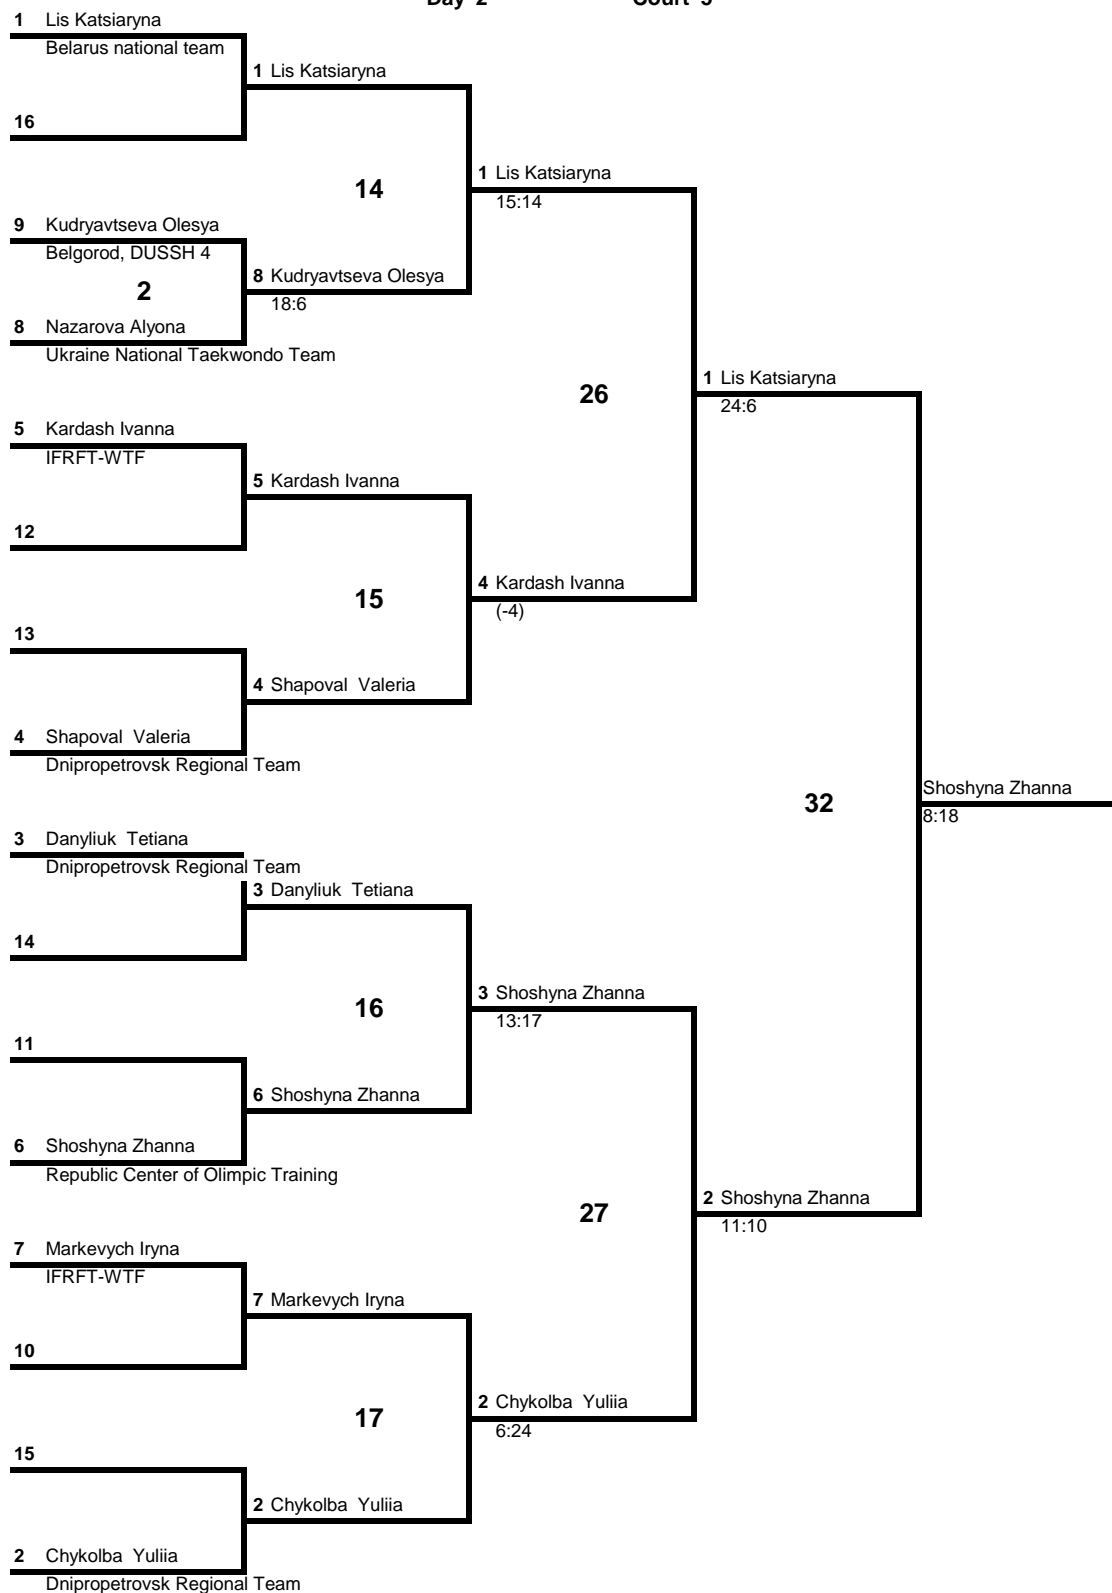 Day 2 Court 3
1 Lis Katsiaryna
Belarus national team
1 Lis Katsiaryna
16
1 Lis Katsiaryna
14
15:14
9 Kudryavtseva Olesya
Belgorod, DUSSH 4
8 Kudryavtseva Olesya
2
18:6
8 Nazarova Alyona
Ukraine National Taekwondo Team
1 Lis Katsiaryna
26
24:6
5 Kardash Ivanna
IFRFT-WTF
5 Kardash Ivanna
12
4 Kardash Ivanna
15
(-4)
13
4 Shapoval Valeria
4 Shapoval Valeria
Dnipropetrovsk Regional Team
Shoshyna Zhanna
32
8:18
3 Danyliuk Tetiana
Dnipropetrovsk Regional Team
3 Danyliuk Tetiana
14
3 Shoshyna Zhanna
16
13:17
11
6 Shoshyna Zhanna
6 Shoshyna Zhanna
Republic Center of Olimpic Training
2 Shoshyna Zhanna
27
11:10
7 Markevych Iryna
IFRFT-WTF
7 Markevych Iryna
10
2 Chykolba Yuliia
17
6:24
15
2 Chykolba Yuliia
2 Chykolba Yuliia
Dnipropetrovsk Regional Team